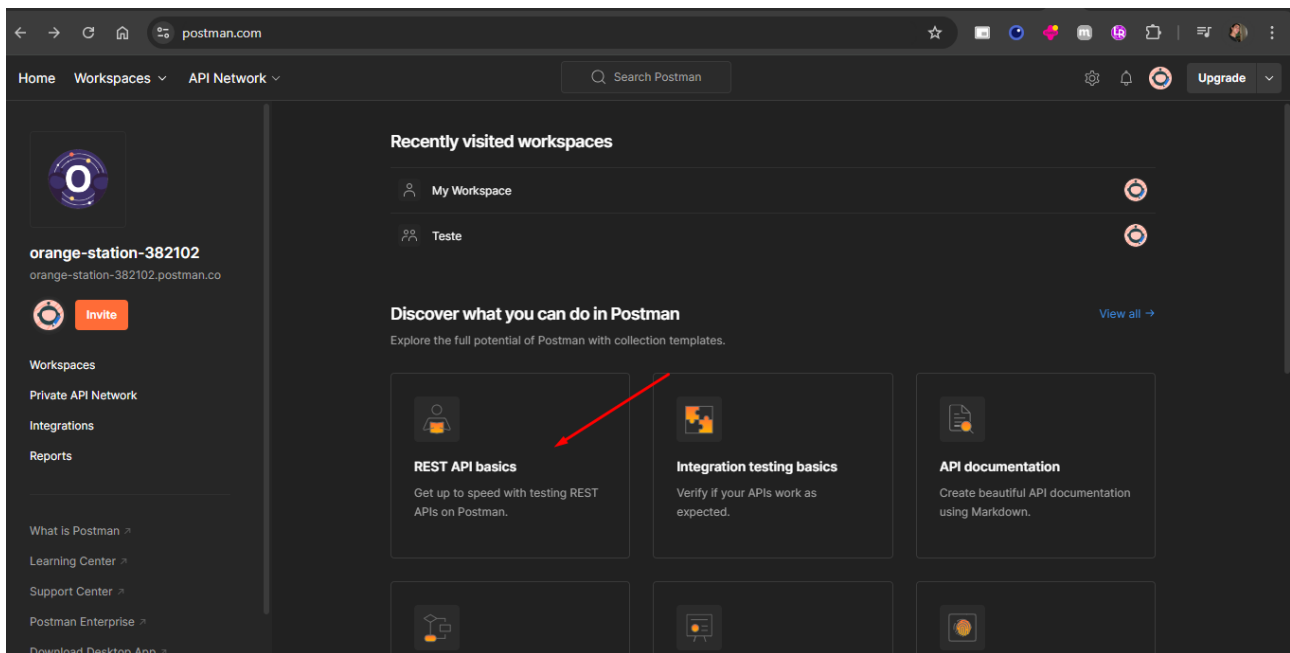 postman.com
Home Workspaces API Network Search Postman Upgrade
O
orange-station-382102
orange-station-382102.postman.co
Invite
Workspaces
Private API Network
Integrations
Reports
What is Postman
Learning Center
Support Center
Postman Enterprise
Download Desktop App
Recently visited workspaces
My Workspace
Teste
Discover what you can do in Postman
View all →
Explore the full potential of Postman with collection templates.
REST API basics
Get up to speed with testing REST
APIs on Postman.
Integration testing basics
Verify if your APIs work as
expected.
API documentation
Create beautiful API documentation
using Markdown.